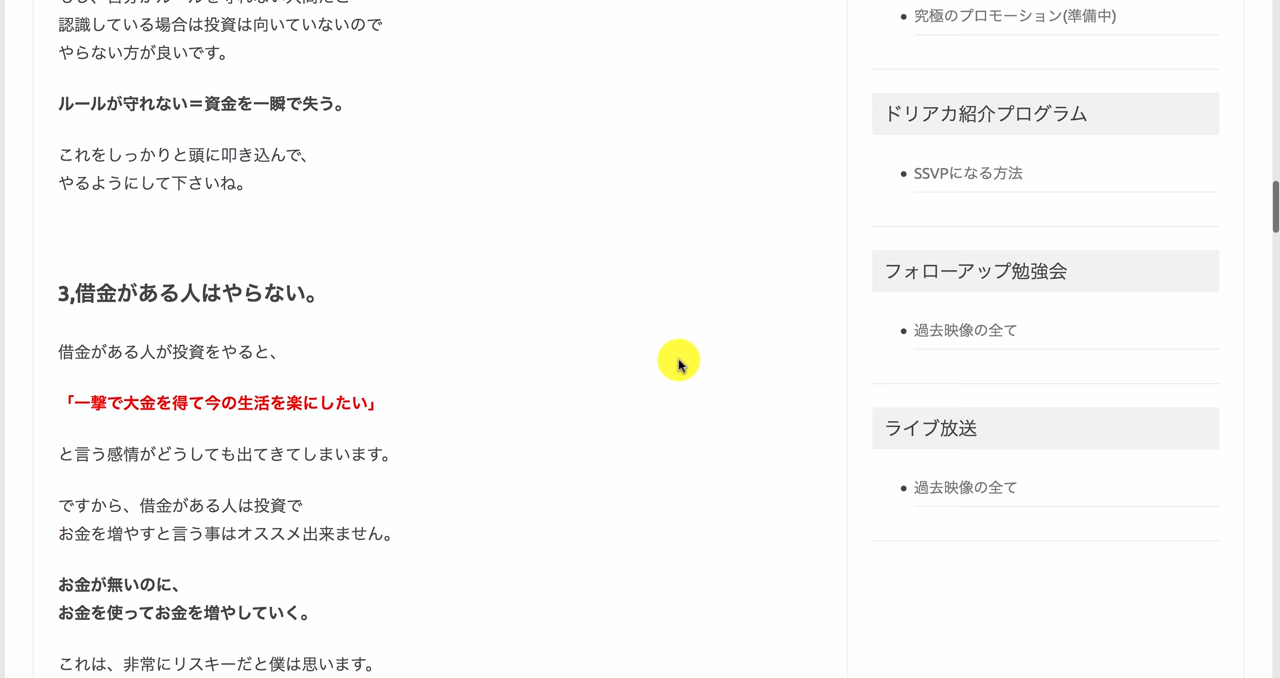 認識している場合は投資は向いていないので
やらない方が良いです。
ルールが守れない＝資金を一瞬で失う。
これをしっかりと頭に叩き込んで、
やるようにして下さいね。
3,借金がある人はやらない。
借金がある人が投資をやると、
「一撃で大金を得て今の生活を楽にしたい」
と言う感情がどうしても出てきてしまいます。
ですから、借金がある人は投資で
お金を増やすと言う事はオススメ出来ません。
お金が無いのに、
お金を使ってお金を増やしていく。
これは、非常にリスキーだと僕は思います。
究極のプロモーション(準備中)
ドリアカ紹介プログラム
SSVPになる方法
フォローアップ勉強会
過去映像の全て
ライブ放送
過去映像の全て